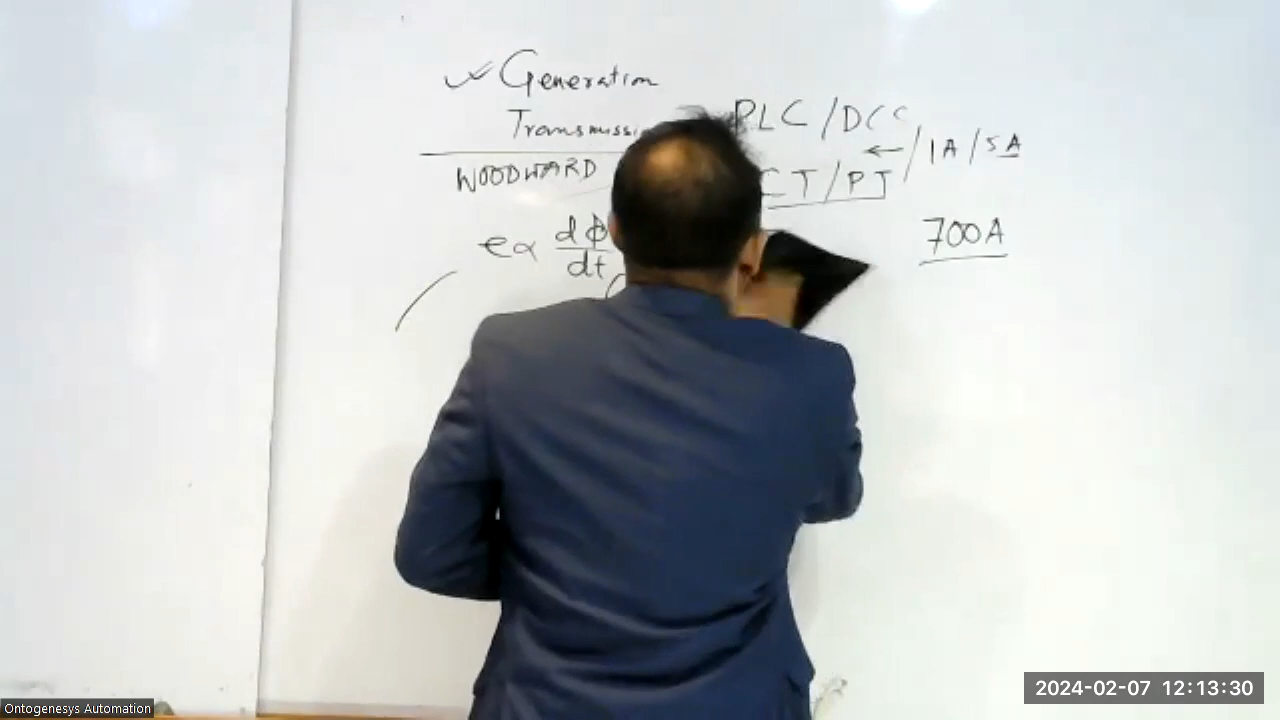 ✓ Generation
Transmissi
PLC / DCC
← / 1A / 5A
WOODWARD
CT / PT
e ∝ dϕ/dt
700A
Ontogenesys Automation
2024-02-07 12:13:30